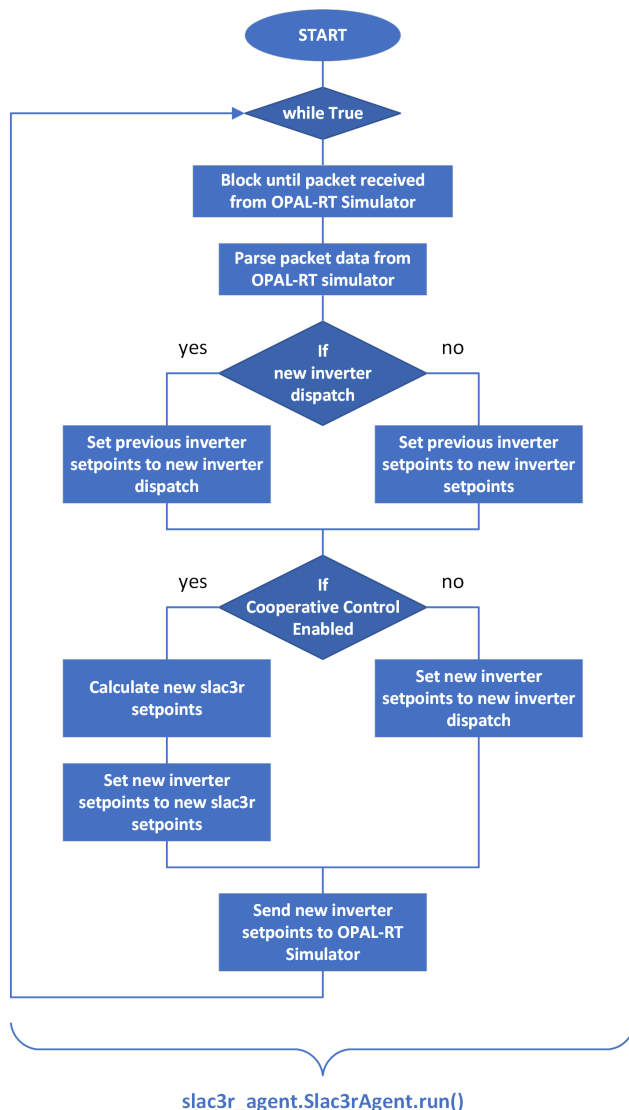 START
while True
Block until packet received
from OPAL-RT Simulator
Parse packet data from
OPAL-RT simulator
If
new inverter
dispatch
yes
no
Set previous inverter
setpoints to new inverter
dispatch
Set previous inverter
setpoints to new inverter
setpoints
If
Cooperative Control
Enabled
yes
no
Calculate new slac3r
setpoints
Set new inverter
setpoints to new inverter
dispatch
Set new inverter
setpoints to new slac3r
setpoints
Send new inverter
setpoints to OPAL-RT
Simulator
slac3r_agent.Slac3rAgent.run()